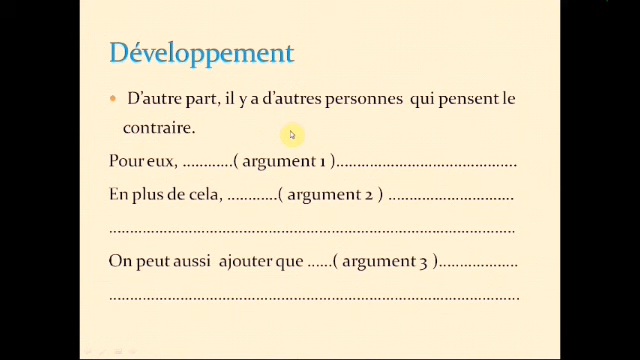 Développement
• D'autre part, il y a d'autres personnes qui pensent le
contraire.
Pour eux, ............( argument 1 )...........................................
En plus de cela, ............( argument 2 ) ..............................
.................................................................................................
On peut aussi ajouter que ......( argument 3 )...................
..................................................................................................